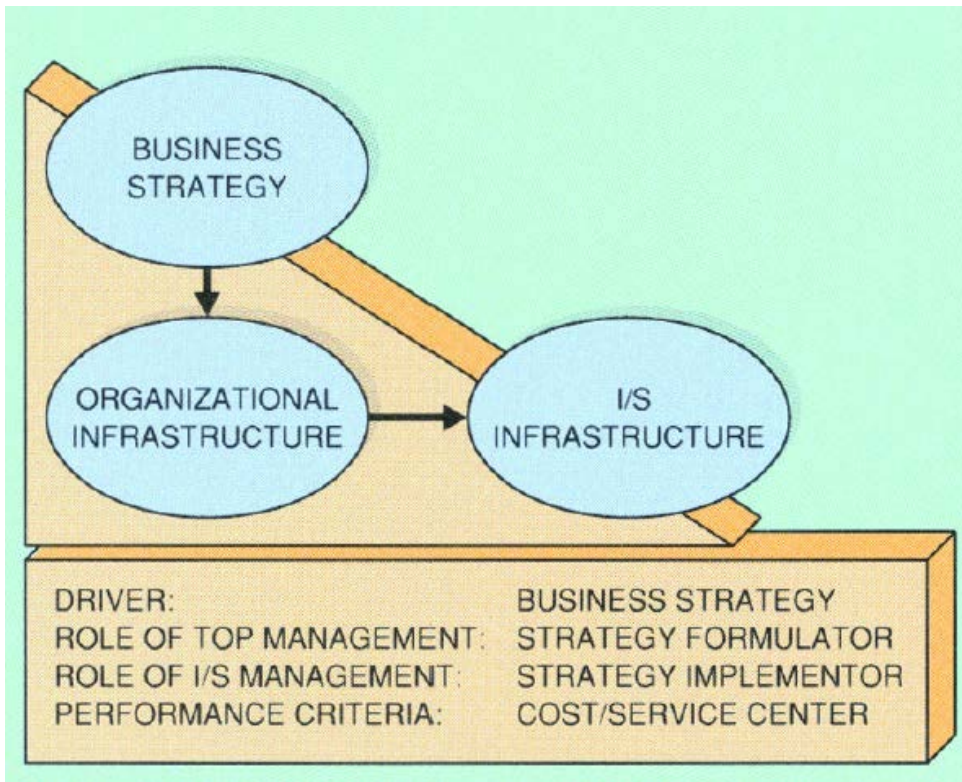 BUSINESS
STRATEGY
ORGANIZATIONAL
INFRASTRUCTURE
I/S
INFRASTRUCTURE
DRIVER: BUSINESS STRATEGY
ROLE OF TOP MANAGEMENT: STRATEGY FORMULATOR
ROLE OF I/S MANAGEMENT: STRATEGY IMPLEMENTOR
PERFORMANCE CRITERIA: COST/SERVICE CENTER